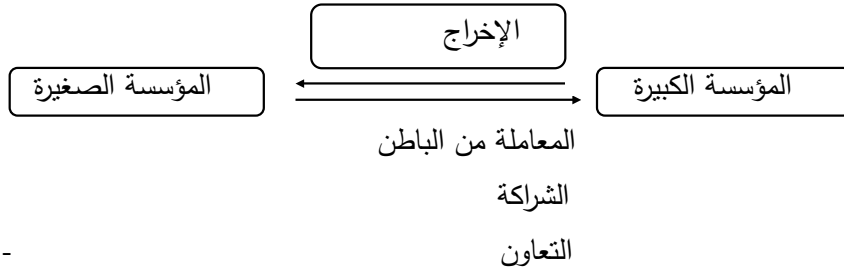 الإخراج
المؤسسة الكبيرة
المؤسسة الصغيرة
المعاملة من الباطن
الشراكة
التعاون
-